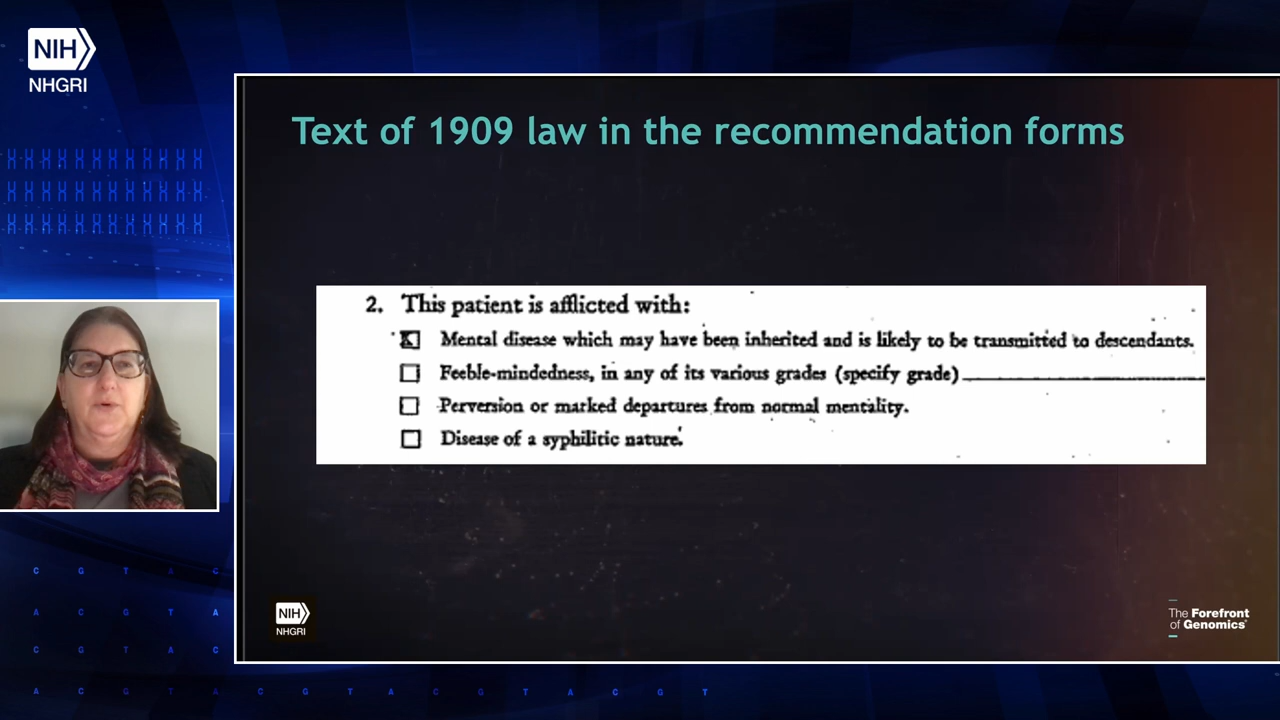 NIH
NHGRI
Text of 1909 law in the recommendation forms
2. This patient is afflicted with:
Mental disease which may have been inherited and is likely to be transmitted to descendants.
Feeble-mindedness, in any of its various grades (specify grade)
Perversion or marked departures from normal mentality.
Disease of a syphilitic nature.
NIH
NHGRI
The Forefront
of Genomics
C G T A C
A C G T A
C G T A C
A C G T A C G T A C G T A C G T